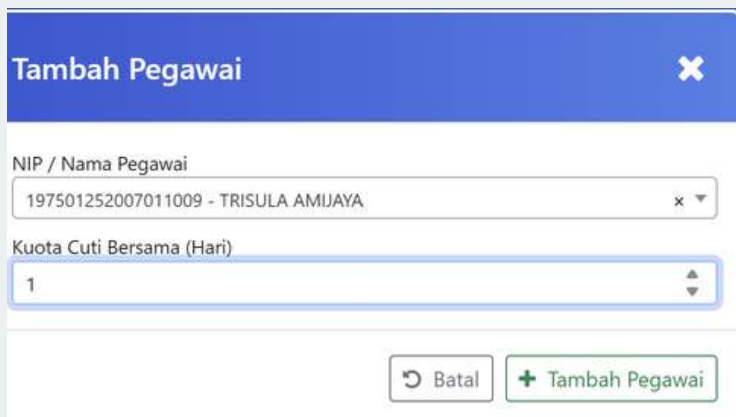 Tambah Pegawai
NIP / Nama Pegawai
197501252007011009 - TRISULA AMIJAYA
Kuota Cuti Bersama (Hari)
1
Batal
Tambah Pegawai